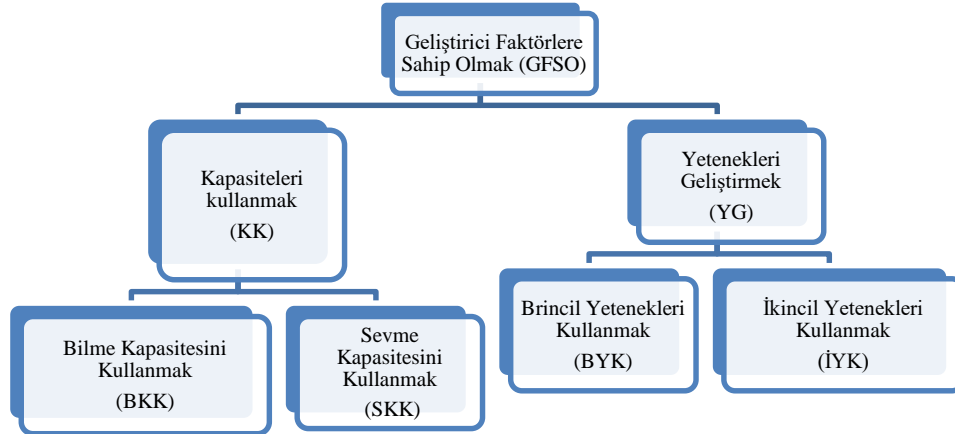 Geliştirici Faktörlere
Sahip Olmak (GFSO)
Kapasiteleri
kullanmak
(KK)
Yetenekleri
Geliştirmek
(YG)
Bilme Kapasitesini
Kullanmak
(BKK)
Sevme
Kapasitesini
Kullanmak
(SKK)
Brincil Yetenekleri
Kullanmak
(BYK)
İkincil Yetenekleri
Kullanmak
(İYK)